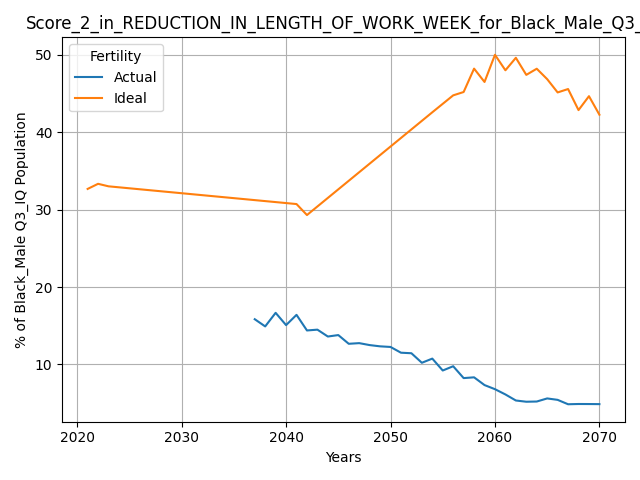 Score_2_in_REDUCTION_IN_LENGTH_OF_WORK_WEEK_for_Black_Male_Q3_
Fertility
Actual
Ideal
% of Black_Male Q3_IQ Population
50
40
30
20
10
2020 2030 2040 2050 2060 2070
Years